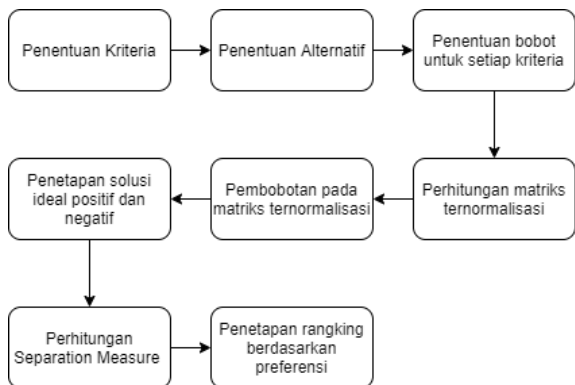 Penentuan Kriteria
Penentuan Alternatif
Penentuan bobot
untuk setiap kriteria
Perhitungan matriks
ternormalisasi
Pembobotan pada
matriks ternormalisasi
Penetapan solusi
ideal positif dan
negatif
Perhitungan
Separation Measure
Penetapan rangking
berdasarkan
preferensi